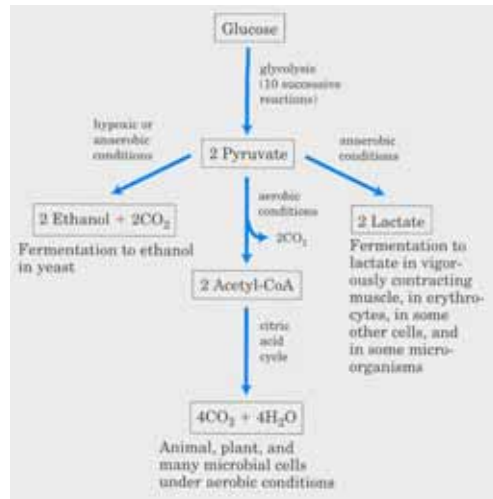 Glucose
glycolysis
(10 successive
reactions)
hypoxic or
anaerobic
conditions
2 Pyruvate
anaerobic
conditions
2 Ethanol + 2CO₂
Fermentation to ethanol
in yeast
aerobic
conditions
2CO₂
2 Lactate
Fermentation to
lactate in vigor-
ously contracting
muscle, in erythro-
cytes, in some
other cells, and
in some micro-
organisms
2 Acetyl-CoA
citric
acid
cycle
4CO₂ + 4H₂O
Animal, plant, and
many microbial cells
under aerobic conditions